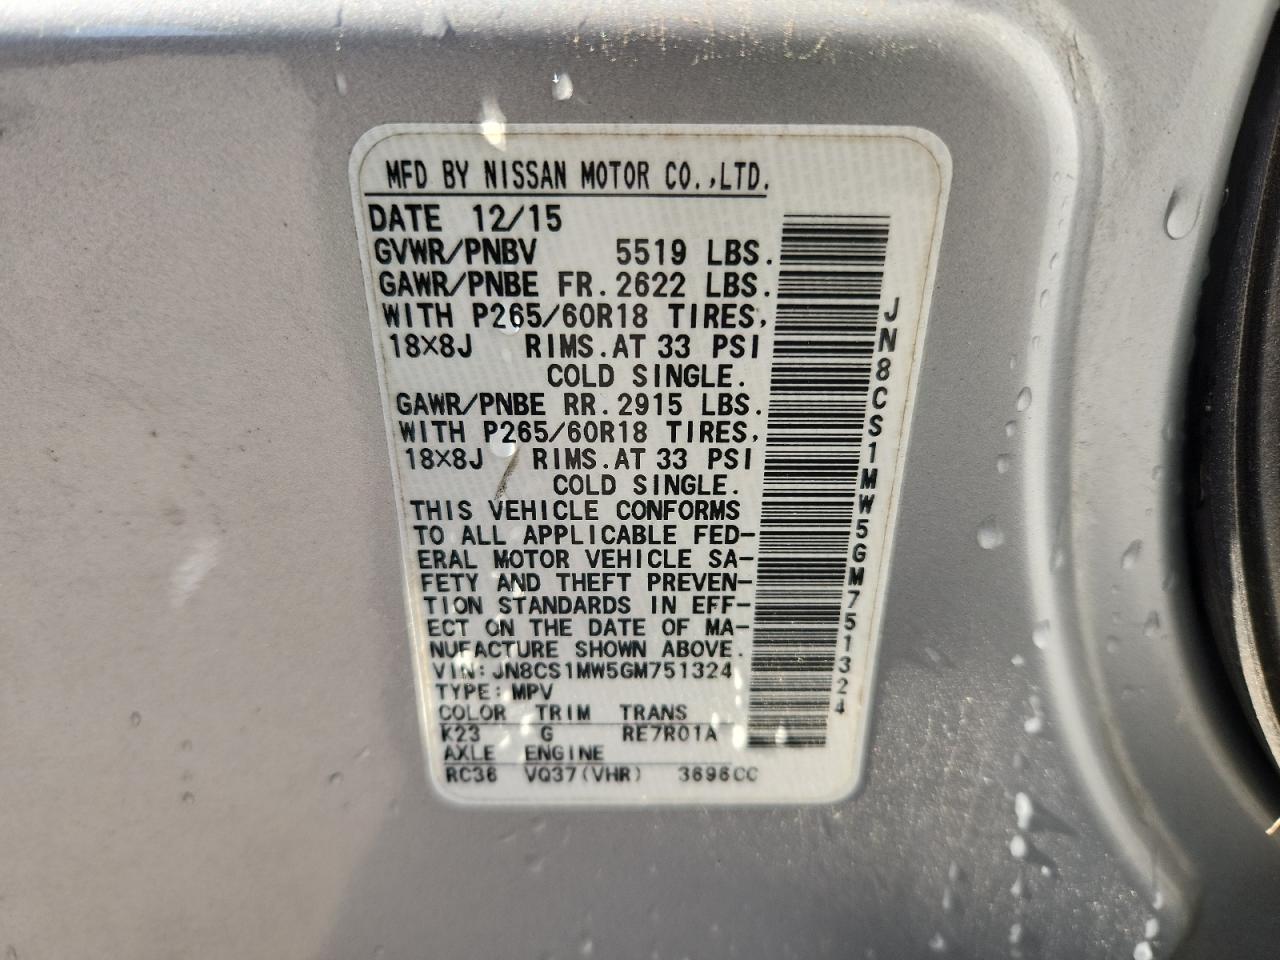 MFD BY NISSAN MOTOR CO.,LTD.
DATE 12/15
GVWR/PNBV 5519 LBS.
GAWR/PNBE FR. 2622 LBS.
WITH P265/60R18 TIRES,
18×8J RIMS. AT 33 PSI
COLD SINGLE.
GAWR/PNBE RR. 2915 LBS.
WITH P265/60R18 TIRES,
18×8J RIMS. AT 33 PSI
COLD SINGLE.
THIS VEHICLE CONFORMS
TO ALL APPLICABLE FED-
ERAL MOTOR VEHICLE SA-
FETY AND THEFT PREVEN-
TION STANDARDS IN EFF-
ECT ON THE DATE OF MA-
NUFACTURE SHOWN ABOVE.
VIN: JN8CS1MW5GM751324
TYPE: MPV
COLOR TRIM TRANS
K23 G RE7R01A
AXLE ENGINE
RC36 VQ37(VHR) 3696CC
JN8CS1MW5GM751324